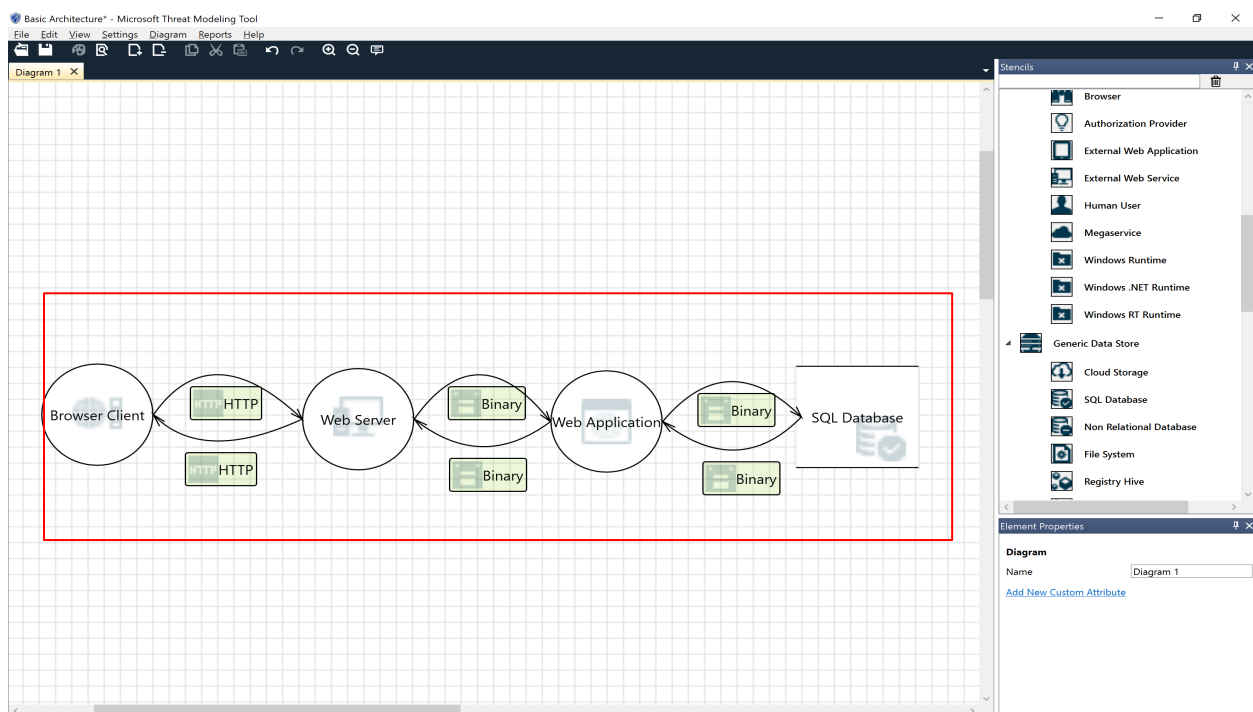 Basic Architecture* - Microsoft Threat Modeling Tool
File Edit View Settings Diagram Reports Help
Diagram 1
Stencils
Browser
Authorization Provider
External Web Application
External Web Service
Human User
Megaservice
Windows Runtime
Windows .NET Runtime
Windows RT Runtime
Generic Data Store
Cloud Storage
SQL Database
Non Relational Database
File System
Registry Hive
HTTP HTTP
Binary
Binary
Browser Client
Web Server
Web Application
SQL Database
HTTP HTTP
Binary
Binary
Element Properties
Diagram
Name Diagram 1
Add New Custom Attribute